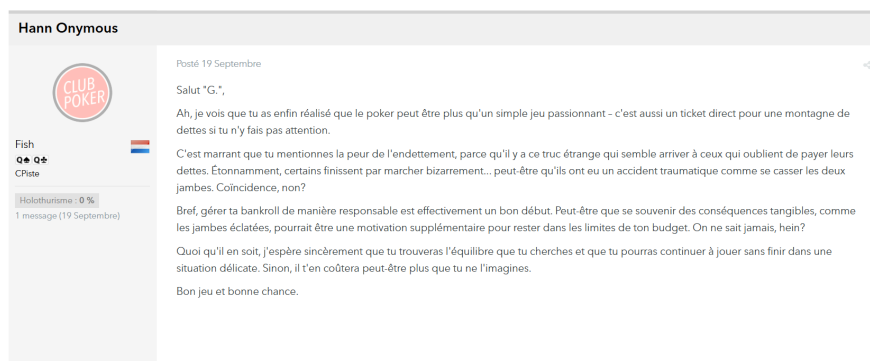 Hann Onymous
Posté 19 Septembre
CLUB
POKER
Fish
Q♠ Q♣
CPiste
Holothurisme : 0 %
1 message (19 Septembre)
Salut "G.",
Ah, je vois que tu as enfin réalisé que le poker peut être plus qu'un simple jeu passionnant – c'est aussi un ticket direct pour une montagne de
dettes si tu n'y fais pas attention.
C'est marrant que tu mentionnes la peur de l'endettement, parce qu'il y a ce truc étrange qui semble arriver à ceux qui oublient de payer leurs
dettes. Étonnamment, certains finissent par marcher bizarrement... peut-être qu'ils ont eu un accident traumatique comme se casser les deux
jambes. Coïncidence, non?
Bref, gérer ta bankroll de manière responsable est effectivement un bon début. Peut-être que se souvenir des conséquences tangibles, comme
les jambes éclatées, pourrait être une motivation supplémentaire pour rester dans les limites de ton budget. On ne sait jamais, hein?
Quoi qu'il en soit, j'espère sincèrement que tu trouveras l'équilibre que tu cherches et que tu pourras continuer à jouer sans finir dans une
situation délicate. Sinon, il t'en coûtera peut-être plus que tu ne l'imagines.
Bon jeu et bonne chance.